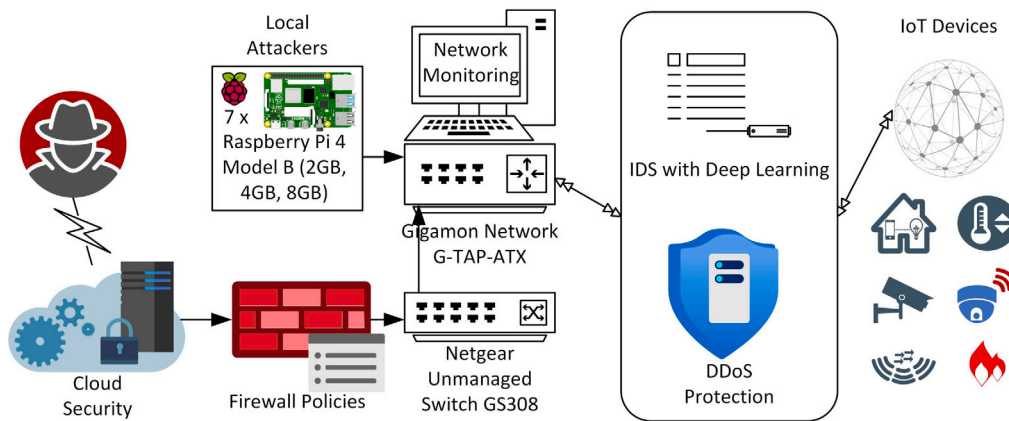 Local
Attackers
7 x
Raspberry Pi 4
Model B (2GB,
4GB, 8GB)
Network
Monitoring
Gigamon Network
G-TAP-ATX
Cloud
Security
Firewall Policies
Netgear
Unmanaged
Switch GS308
IDS with Deep Learning
DDoS
Protection
IoT Devices